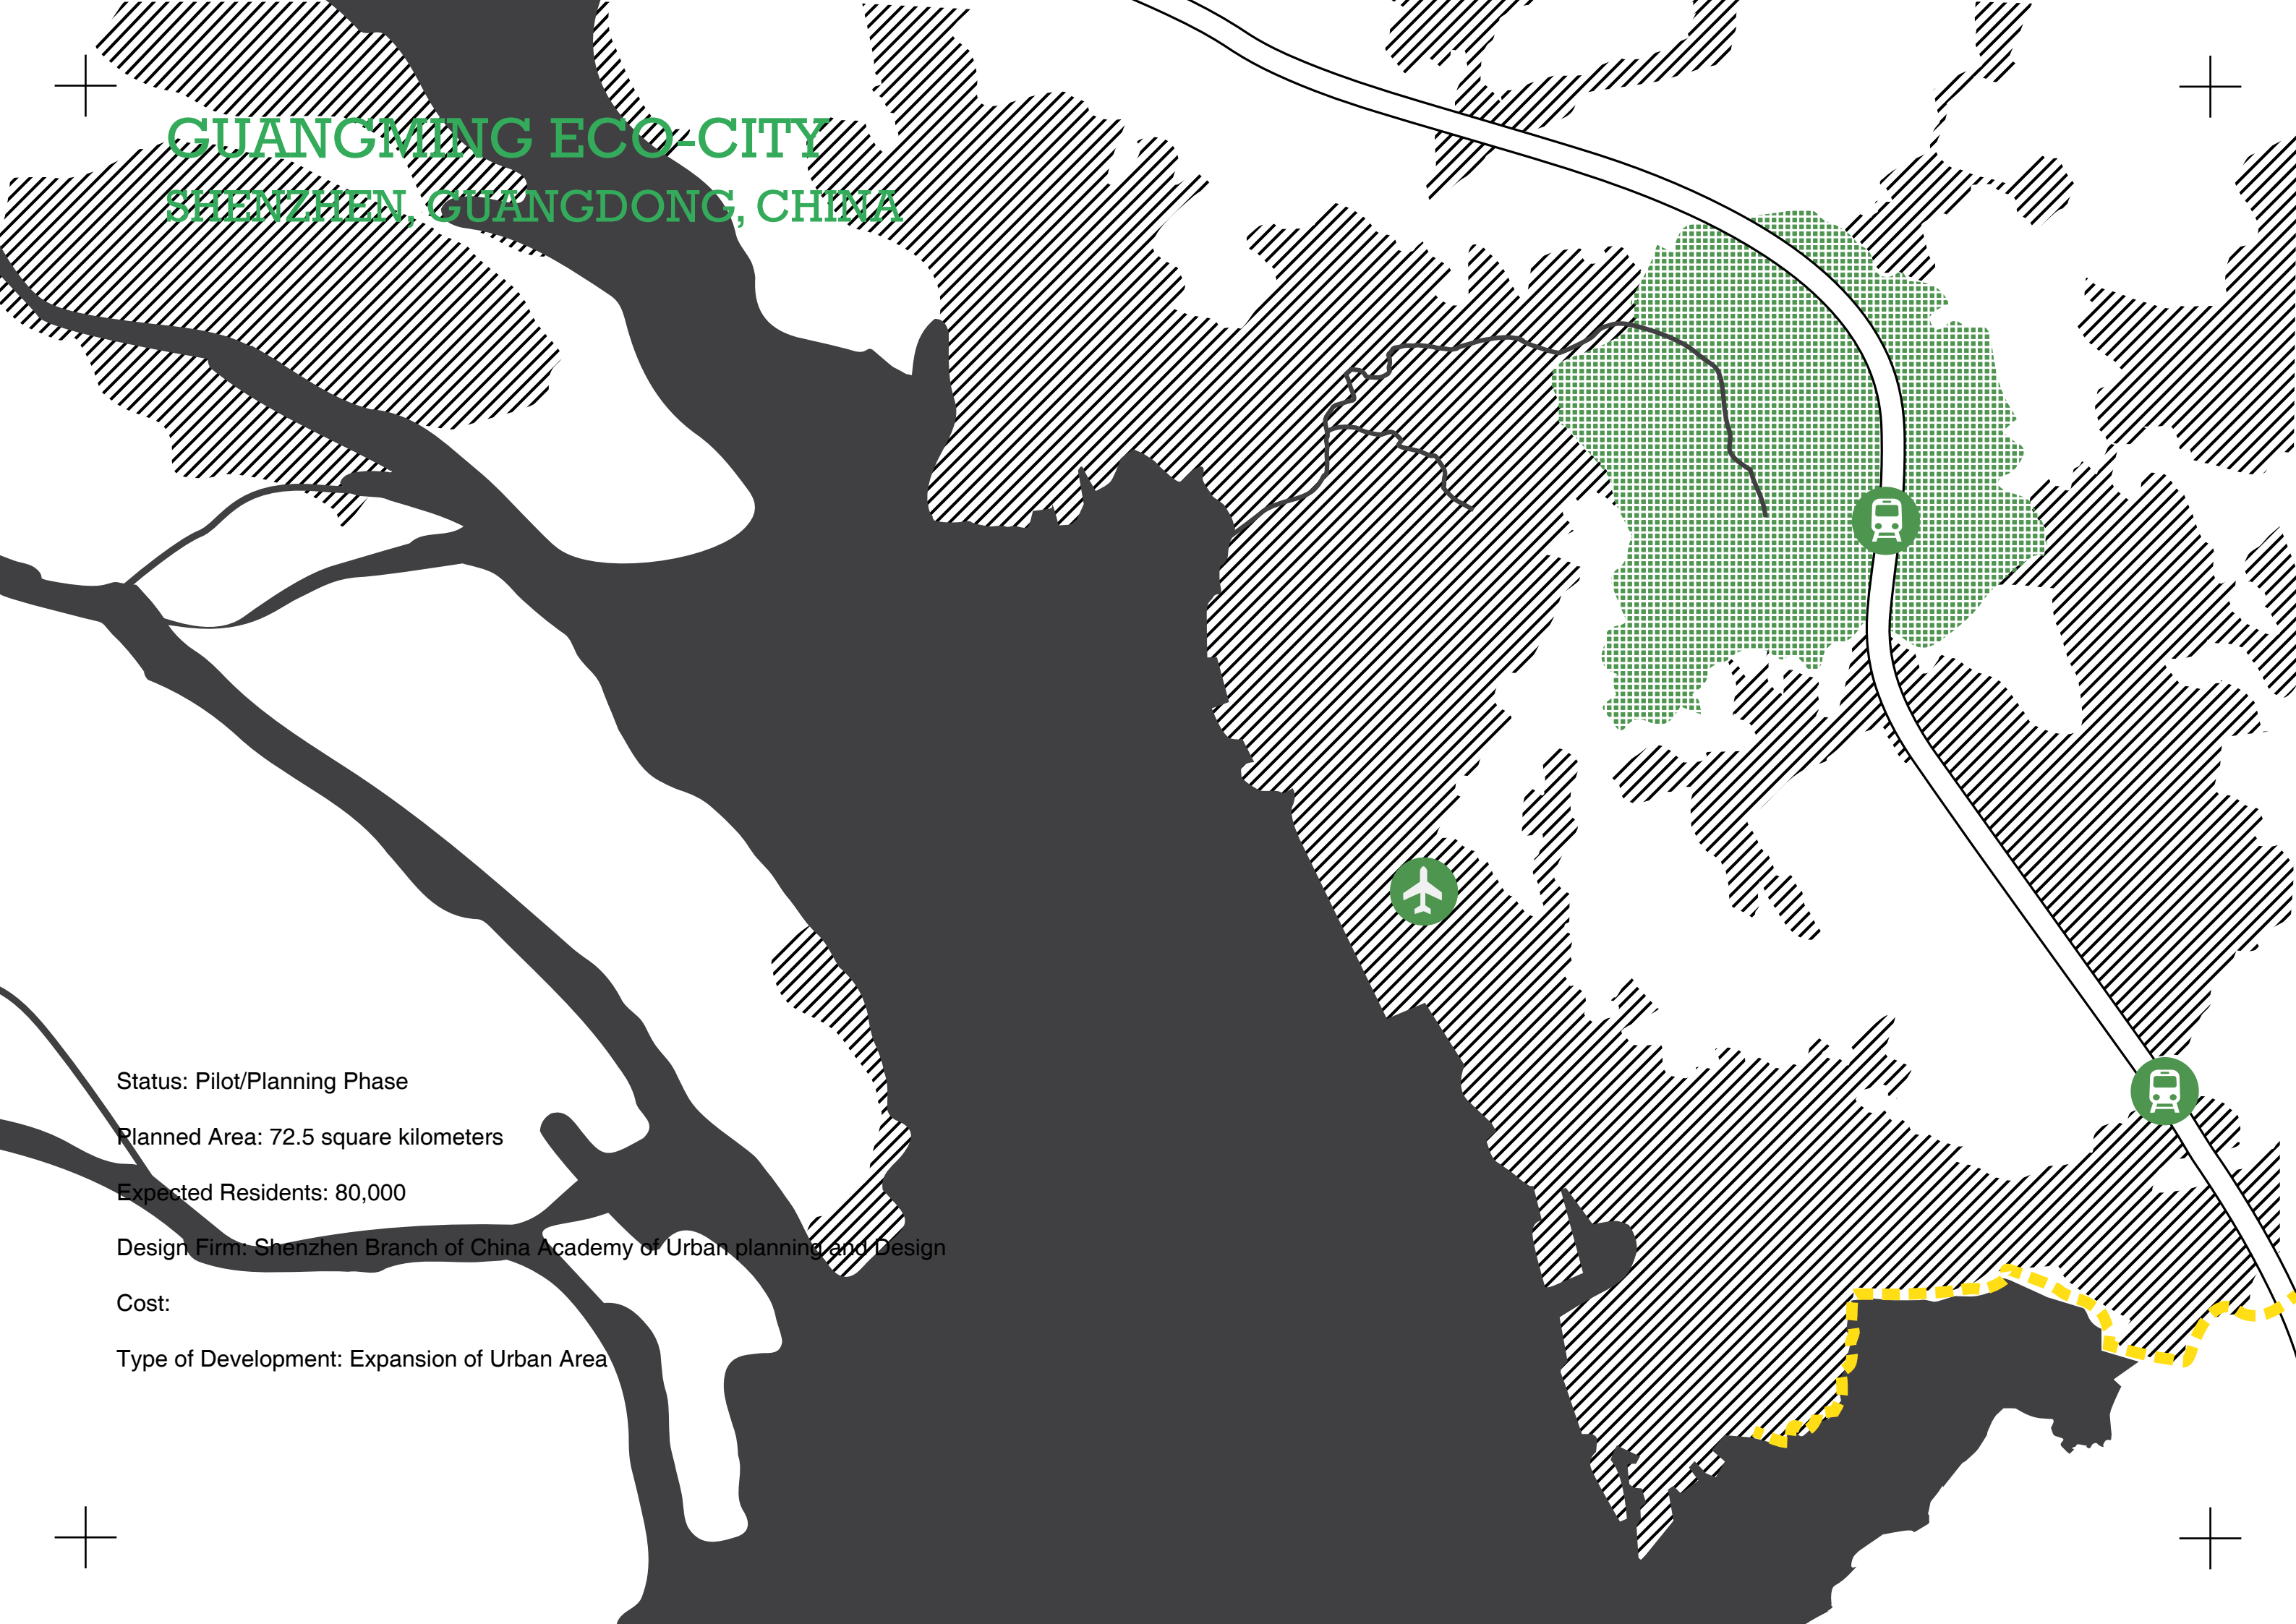 GUANGMING ECO-CITY
SHENZHEN, GUANGDONG, CHINA
Status: Pilot/Planning Phase
Planned Area: 72.5 square kilometers
Expected Residents: 80,000
Design Firm: Shenzhen Branch of China Academy of Urban planning and Design
Cost:
Type of Development: Expansion of Urban Area